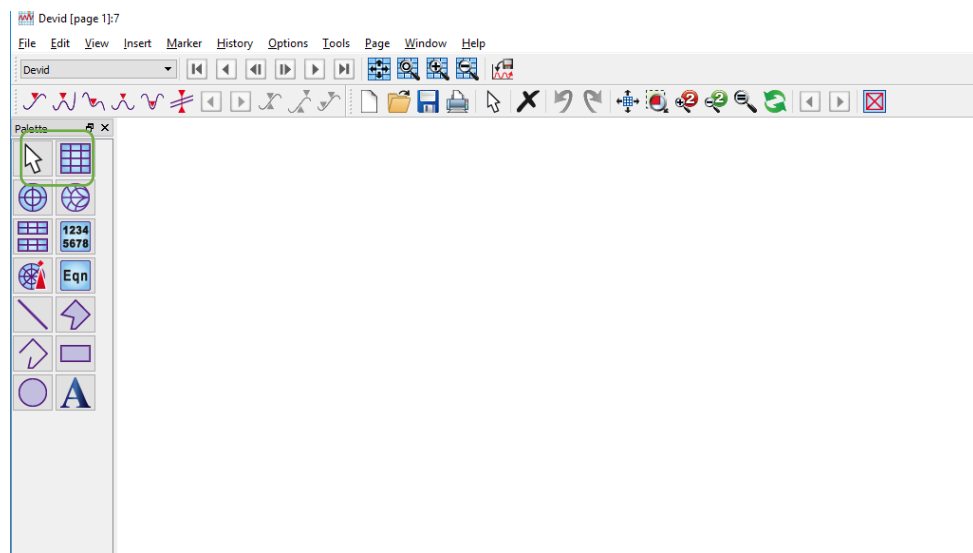 Devid [page 1]:7
File Edit View Insert Marker History Options Tools Page Window Help
Devid
Palette
1234
5678
Eqn
A